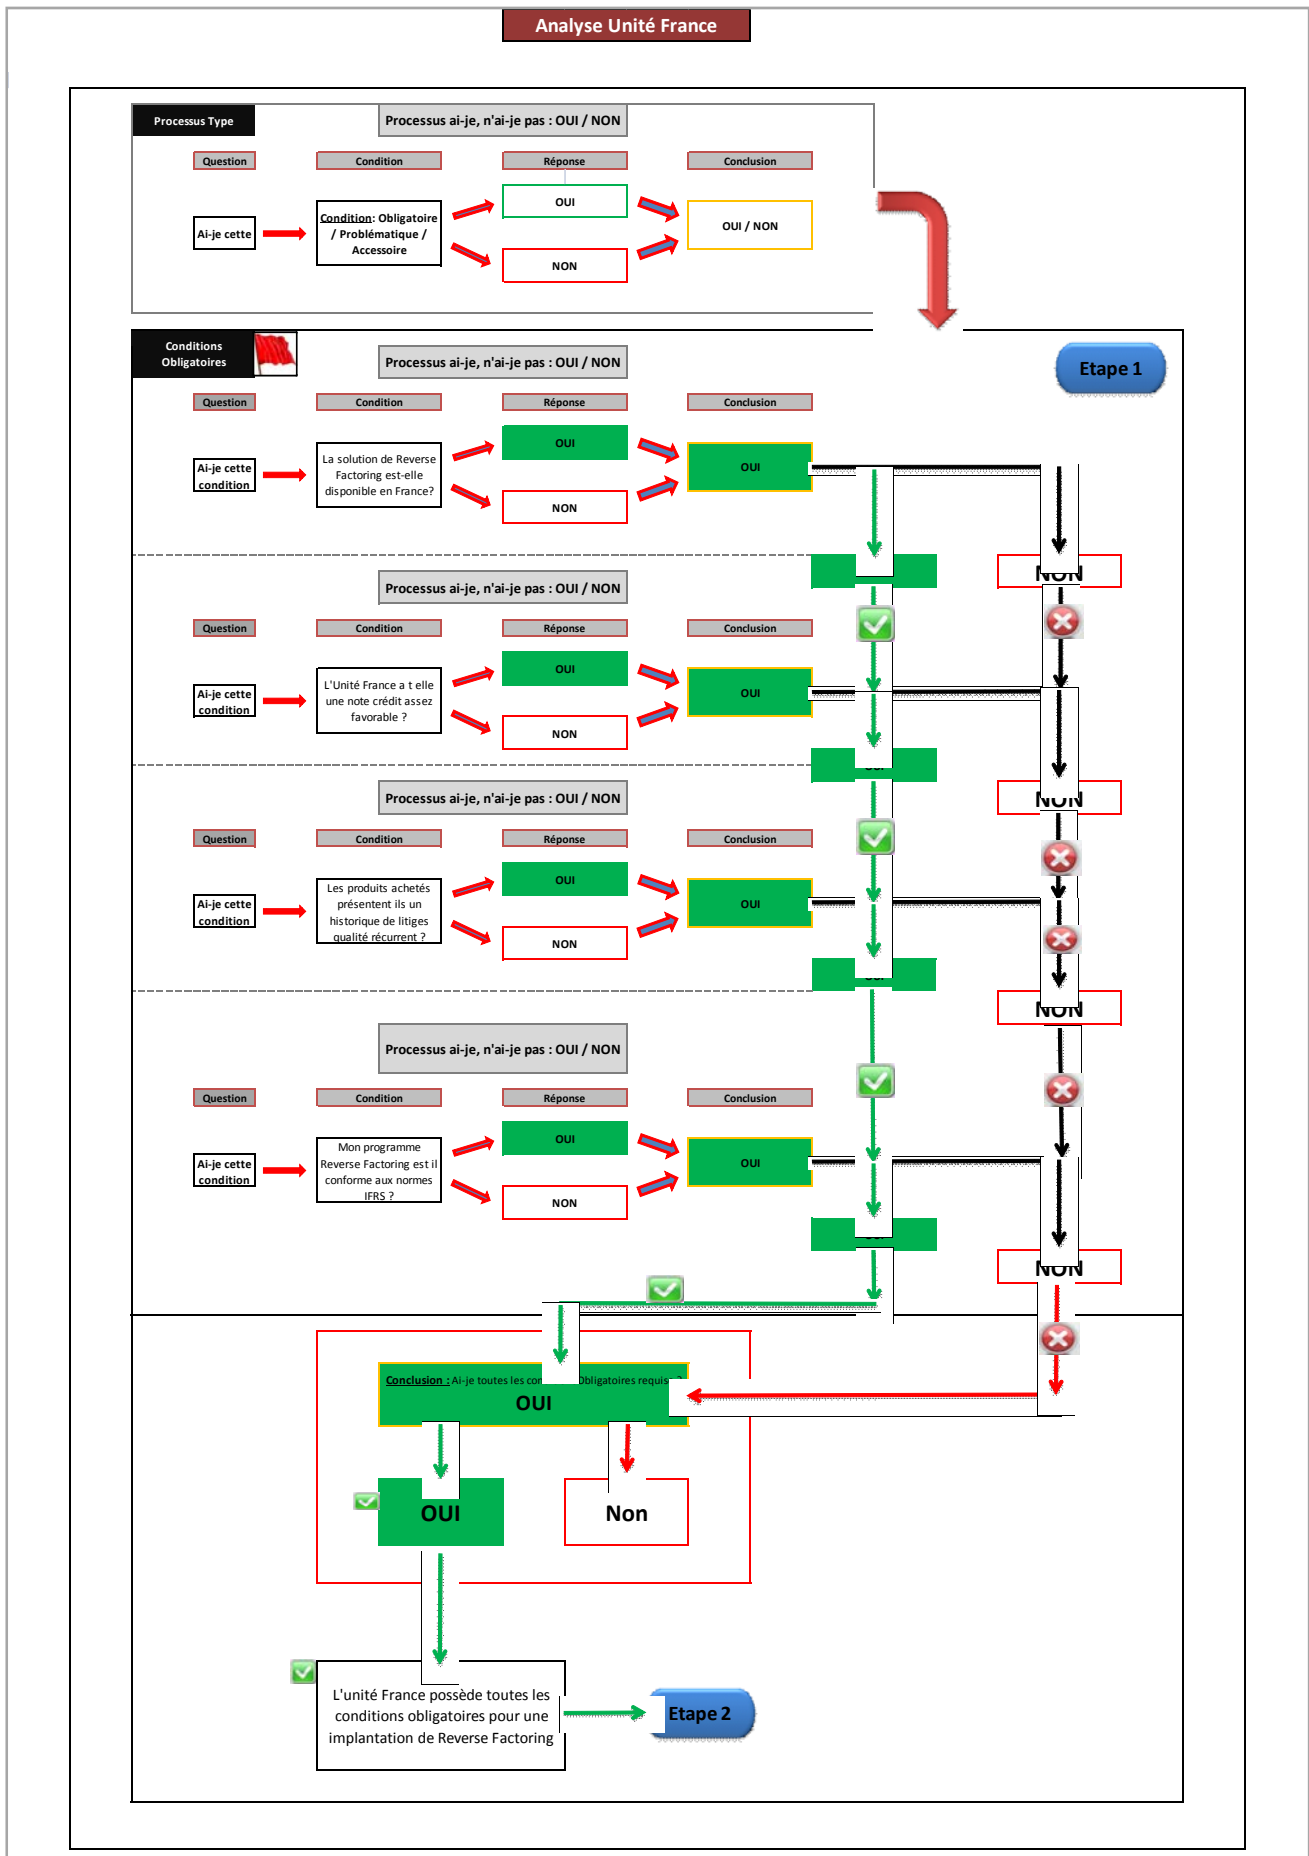 Analyse Unité France
Processus Type
Processus ai-je, n'ai-je pas : OUI / NON
Question
Condition
Réponse
Conclusion
Ai-je cette
Condition: Obligatoire
/ Problématique /
Accessoire
OUI
NON
OUI / NON
Conditions
Obligatoires
Processus ai-je, n'ai-je pas : OUI / NON
Etape 1
Question
Condition
Réponse
Conclusion
Ai-je cette
condition
La solution de Reverse
Factoring est-elle
disponible en France?
OUI
NON
OUI
NON
Processus ai-je, n'ai-je pas : OUI / NON
Question
Condition
Réponse
Conclusion
Ai-je cette
condition
L'Unité France a t elle
une note crédit assez
favorable ?
OUI
NON
OUI
NON
Processus ai-je, n'ai-je pas : OUI / NON
Question
Condition
Réponse
Conclusion
Ai-je cette
condition
Les produits achetés
présentent ils un
historique de litiges
qualité récurrent ?
OUI
NON
OUI
NON
Processus ai-je, n'ai-je pas : OUI / NON
Question
Condition
Réponse
Conclusion
Ai-je cette
condition
Mon programme
Reverse Factoring est il
conforme aux normes
IFRS ?
OUI
NON
OUI
NON
Conclusion : Ai-je toutes les con Obligatoires requis ?
OUI
OUI
Non
L'unité France possède toutes les
conditions obligatoires pour une
implantation de Reverse Factoring
Etape 2